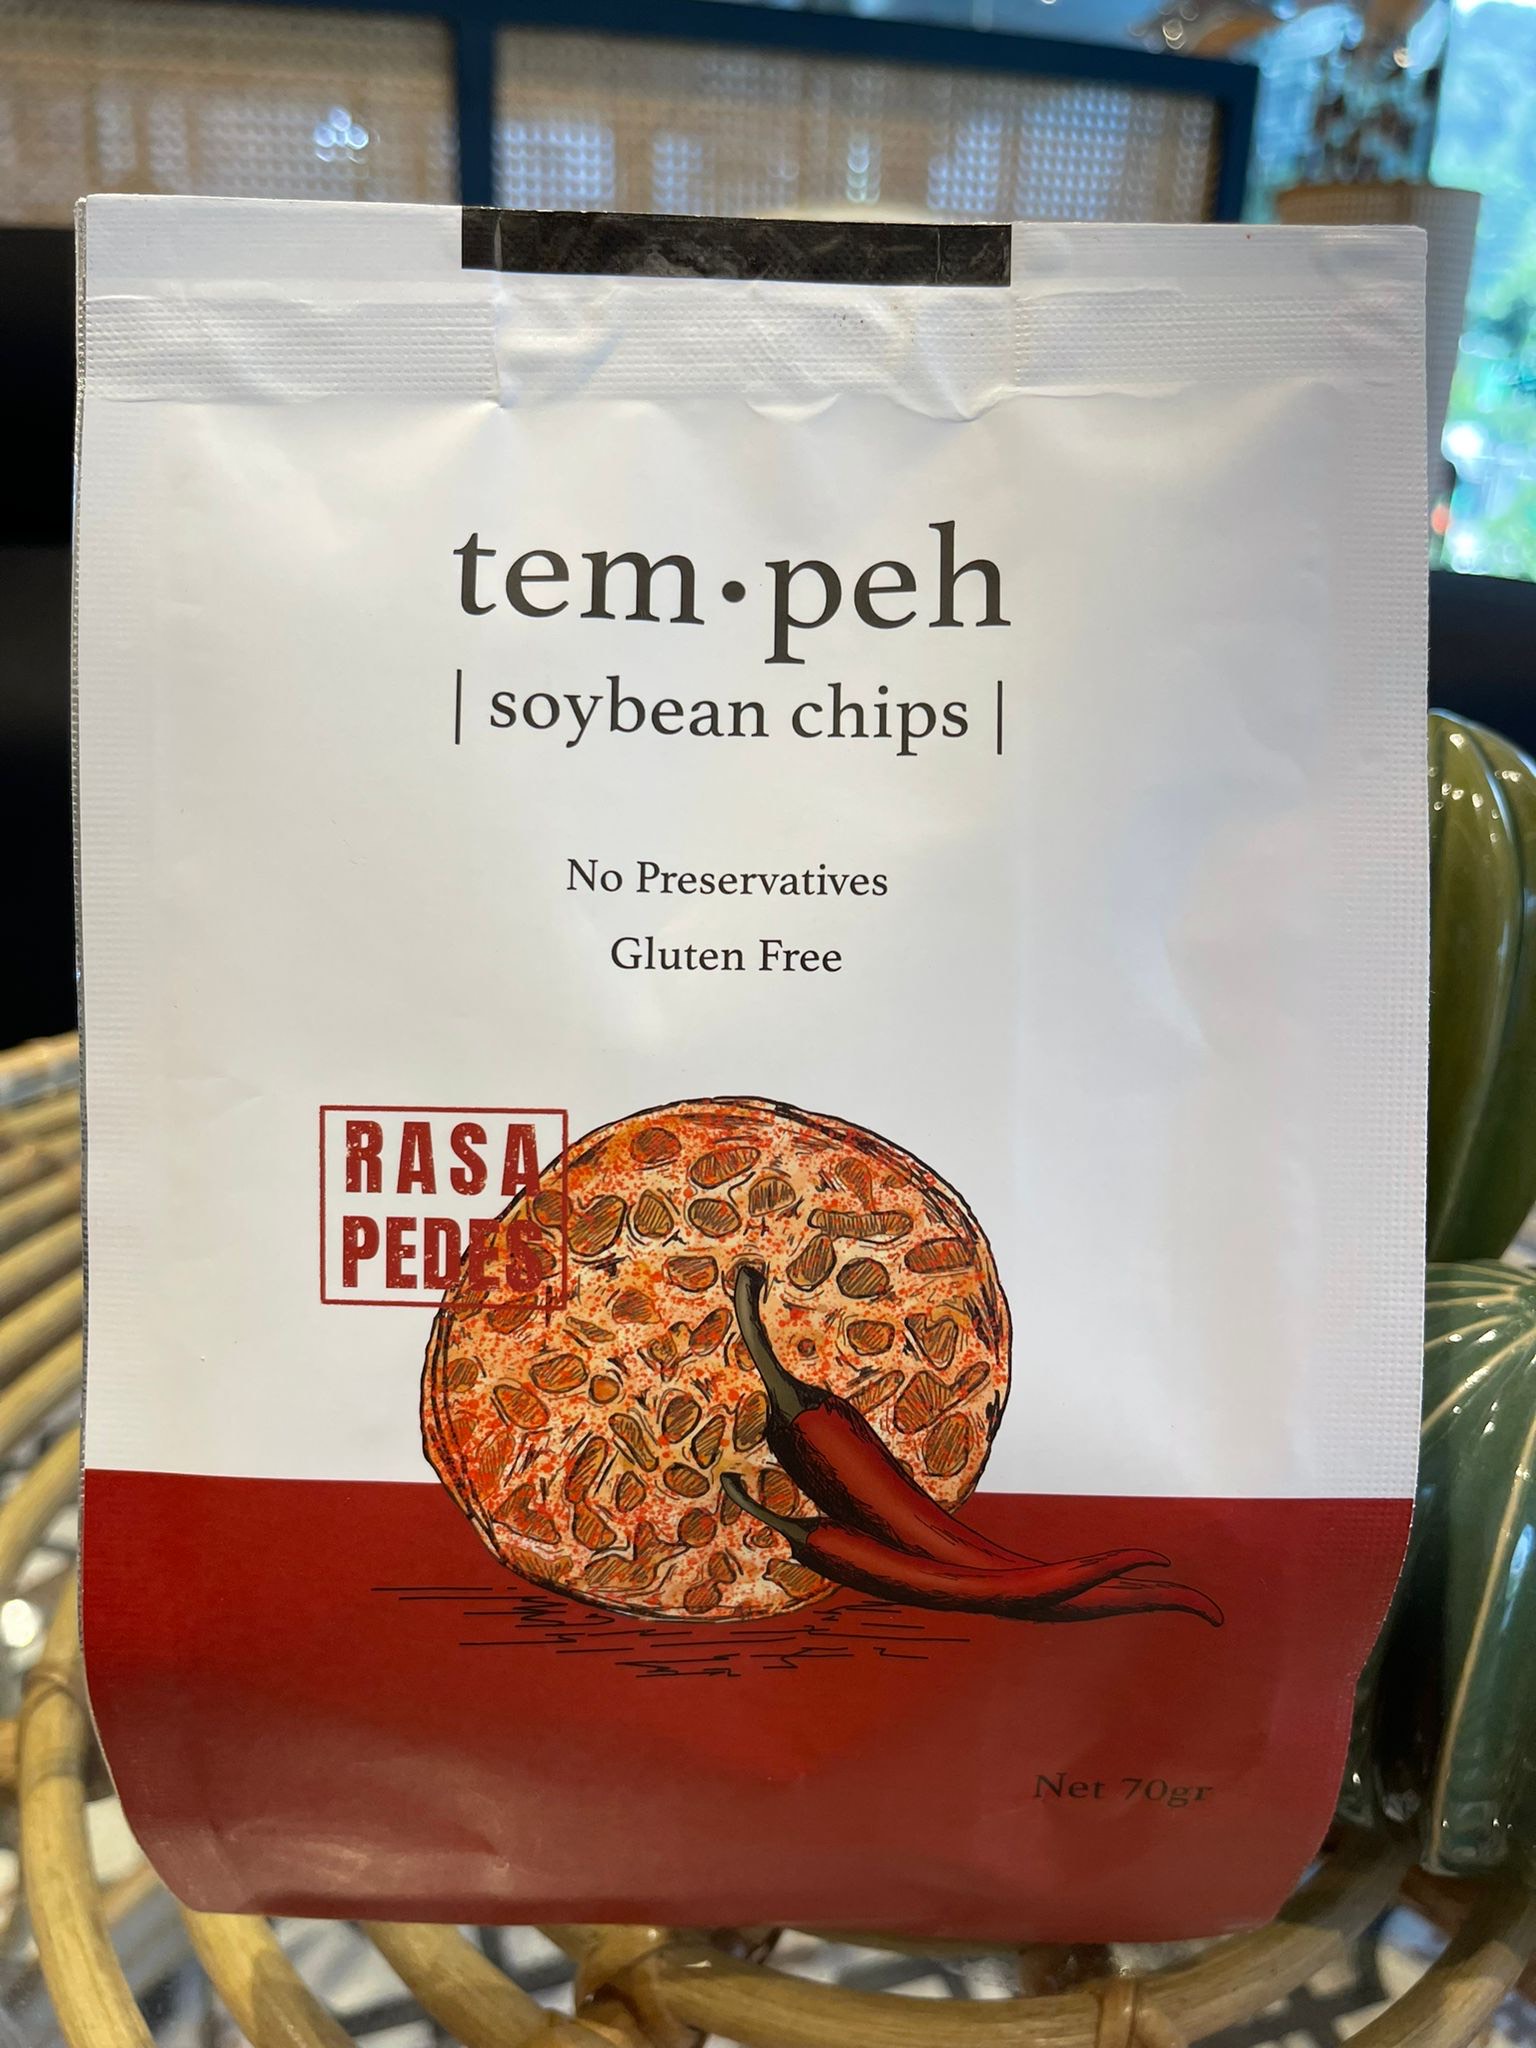 tem·peh
| soybean chips |
No Preservatives
Gluten Free
RASA
PEDES
Net 70gr